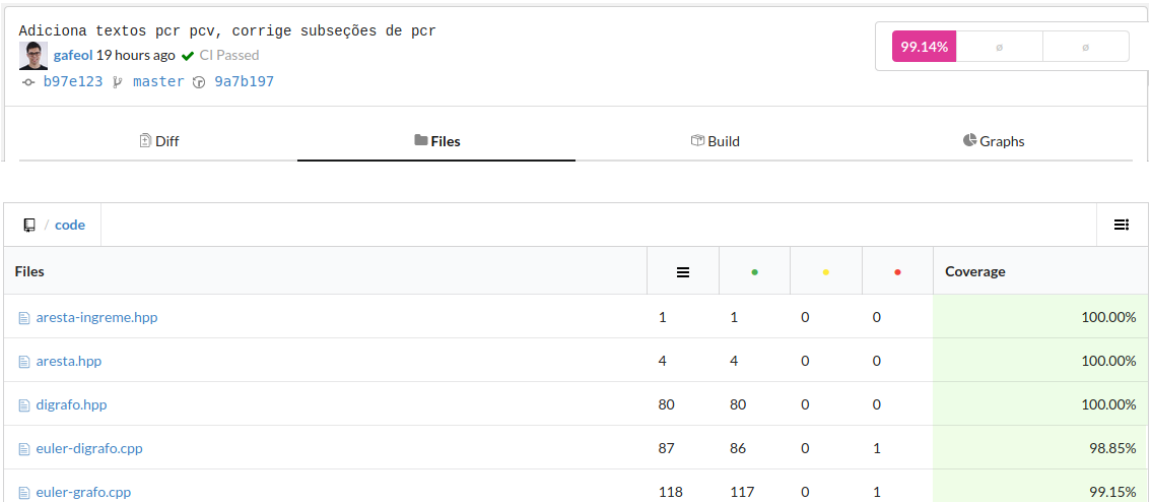 Adiciona textos pcr pcv, corrige subseções de pcr
gafeol 19 hours ago ✔ CI Passed
b97e123 master 9a7b197
99.14% ø ø
Diff Files Build Graphs
/ code
Files Coverage
aresta-ingreme.hpp 1 1 0 0 100.00%
aresta.hpp 4 4 0 0 100.00%
digrafo.hpp 80 80 0 0 100.00%
euler-digrafo.cpp 87 86 0 1 98.85%
euler-grafo.cpp 118 117 0 1 99.15%